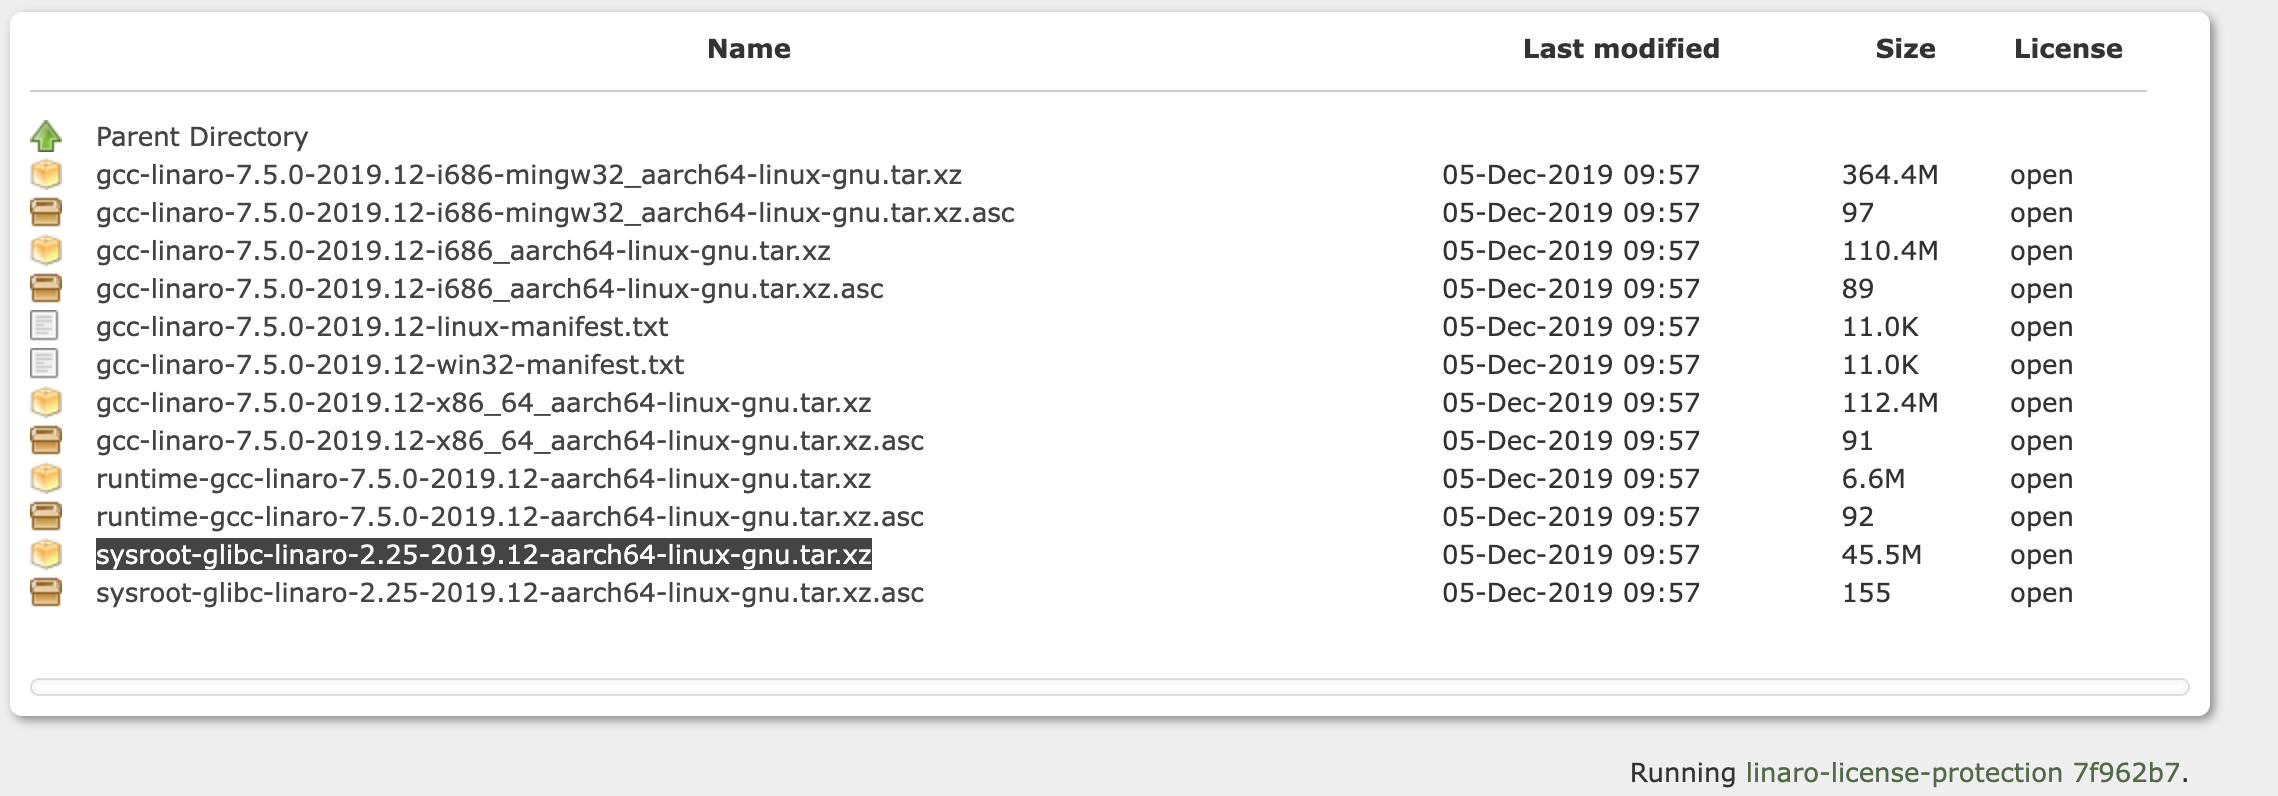 Name Last modified Size License
Parent Directory
gcc-linaro-7.5.0-2019.12-i686-mingw32_aarch64-linux-gnu.tar.xz 05-Dec-2019 09:57 364.4M open
gcc-linaro-7.5.0-2019.12-i686-mingw32_aarch64-linux-gnu.tar.xz.asc 05-Dec-2019 09:57 97 open
gcc-linaro-7.5.0-2019.12-i686_aarch64-linux-gnu.tar.xz 05-Dec-2019 09:57 110.4M open
gcc-linaro-7.5.0-2019.12-i686_aarch64-linux-gnu.tar.xz.asc 05-Dec-2019 09:57 89 open
gcc-linaro-7.5.0-2019.12-linux-manifest.txt 05-Dec-2019 09:57 11.0K open
gcc-linaro-7.5.0-2019.12-win32-manifest.txt 05-Dec-2019 09:57 11.0K open
gcc-linaro-7.5.0-2019.12-x86_64_aarch64-linux-gnu.tar.xz 05-Dec-2019 09:57 112.4M open
gcc-linaro-7.5.0-2019.12-x86_64_aarch64-linux-gnu.tar.xz.asc 05-Dec-2019 09:57 91 open
runtime-gcc-linaro-7.5.0-2019.12-aarch64-linux-gnu.tar.xz 05-Dec-2019 09:57 6.6M open
runtime-gcc-linaro-7.5.0-2019.12-aarch64-linux-gnu.tar.xz.asc 05-Dec-2019 09:57 92 open
sysroot-glibc-linaro-2.25-2019.12-aarch64-linux-gnu.tar.xz 05-Dec-2019 09:57 45.5M open
sysroot-glibc-linaro-2.25-2019.12-aarch64-linux-gnu.tar.xz.asc 05-Dec-2019 09:57 155 open
Running linaro-license-protection 7f962b7.